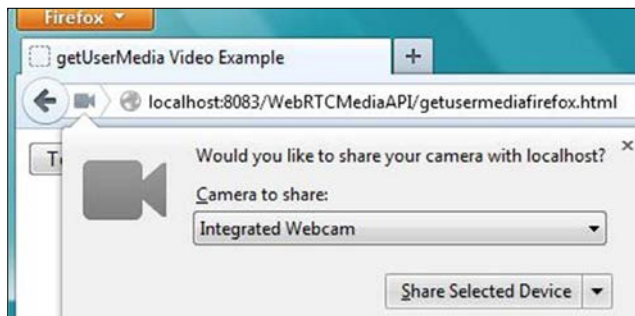 Firefox
getUserMedia Video Example
+
localhost:8083/WebRTCMediaAPI/getusermediafirefox.html
Would you like to share your camera with localhost?
Camera to share:
Integrated Webcam
Share Selected Device